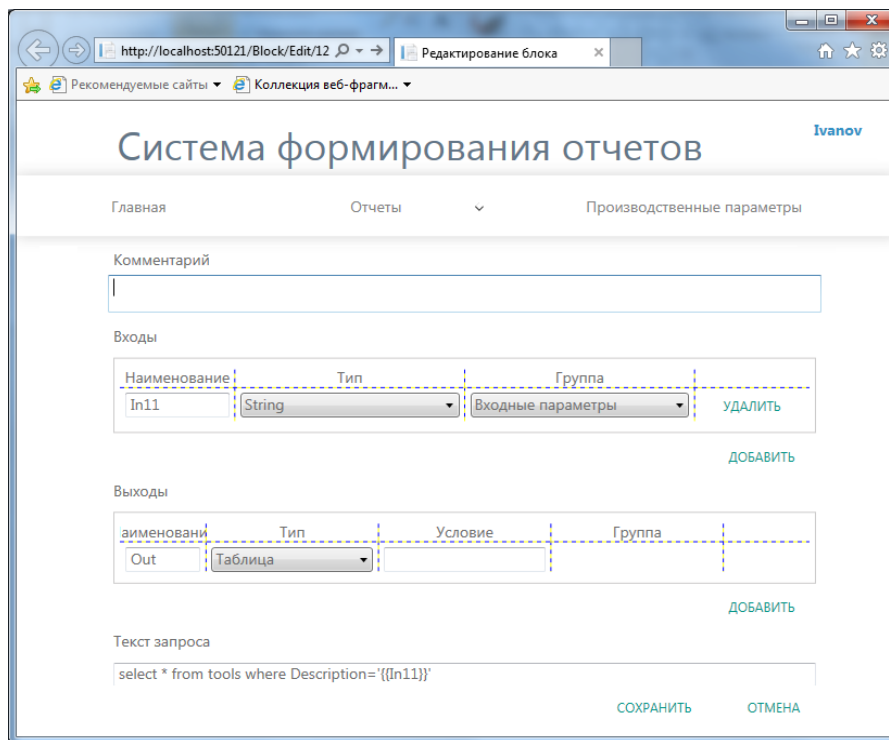 http://localhost:50121/Block/Edit/12
Редактирование блока
Рекомендуемые сайты
Коллекция веб-фрагм...
Ivanov
Система формирования отчетов
Главная Отчеты Производственные параметры
Комментарий
Входы
Наименование Тип Группа
In11 String Входные параметры УДАЛИТЬ
ДОБАВИТЬ
Выходы
аименовани Тип Условие Группа
Out Таблица
ДОБАВИТЬ
Текст запроса
select * from tools where Description='{{In11}}'
СОХРАНИТЬ ОТМЕНА